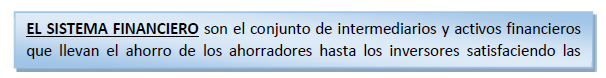 EL SISTEMA FINANCIERO son el conjunto de intermediarios y activos financieros
que llevan el ahorro de los ahorradores hasta los inversores satisfaciendo las